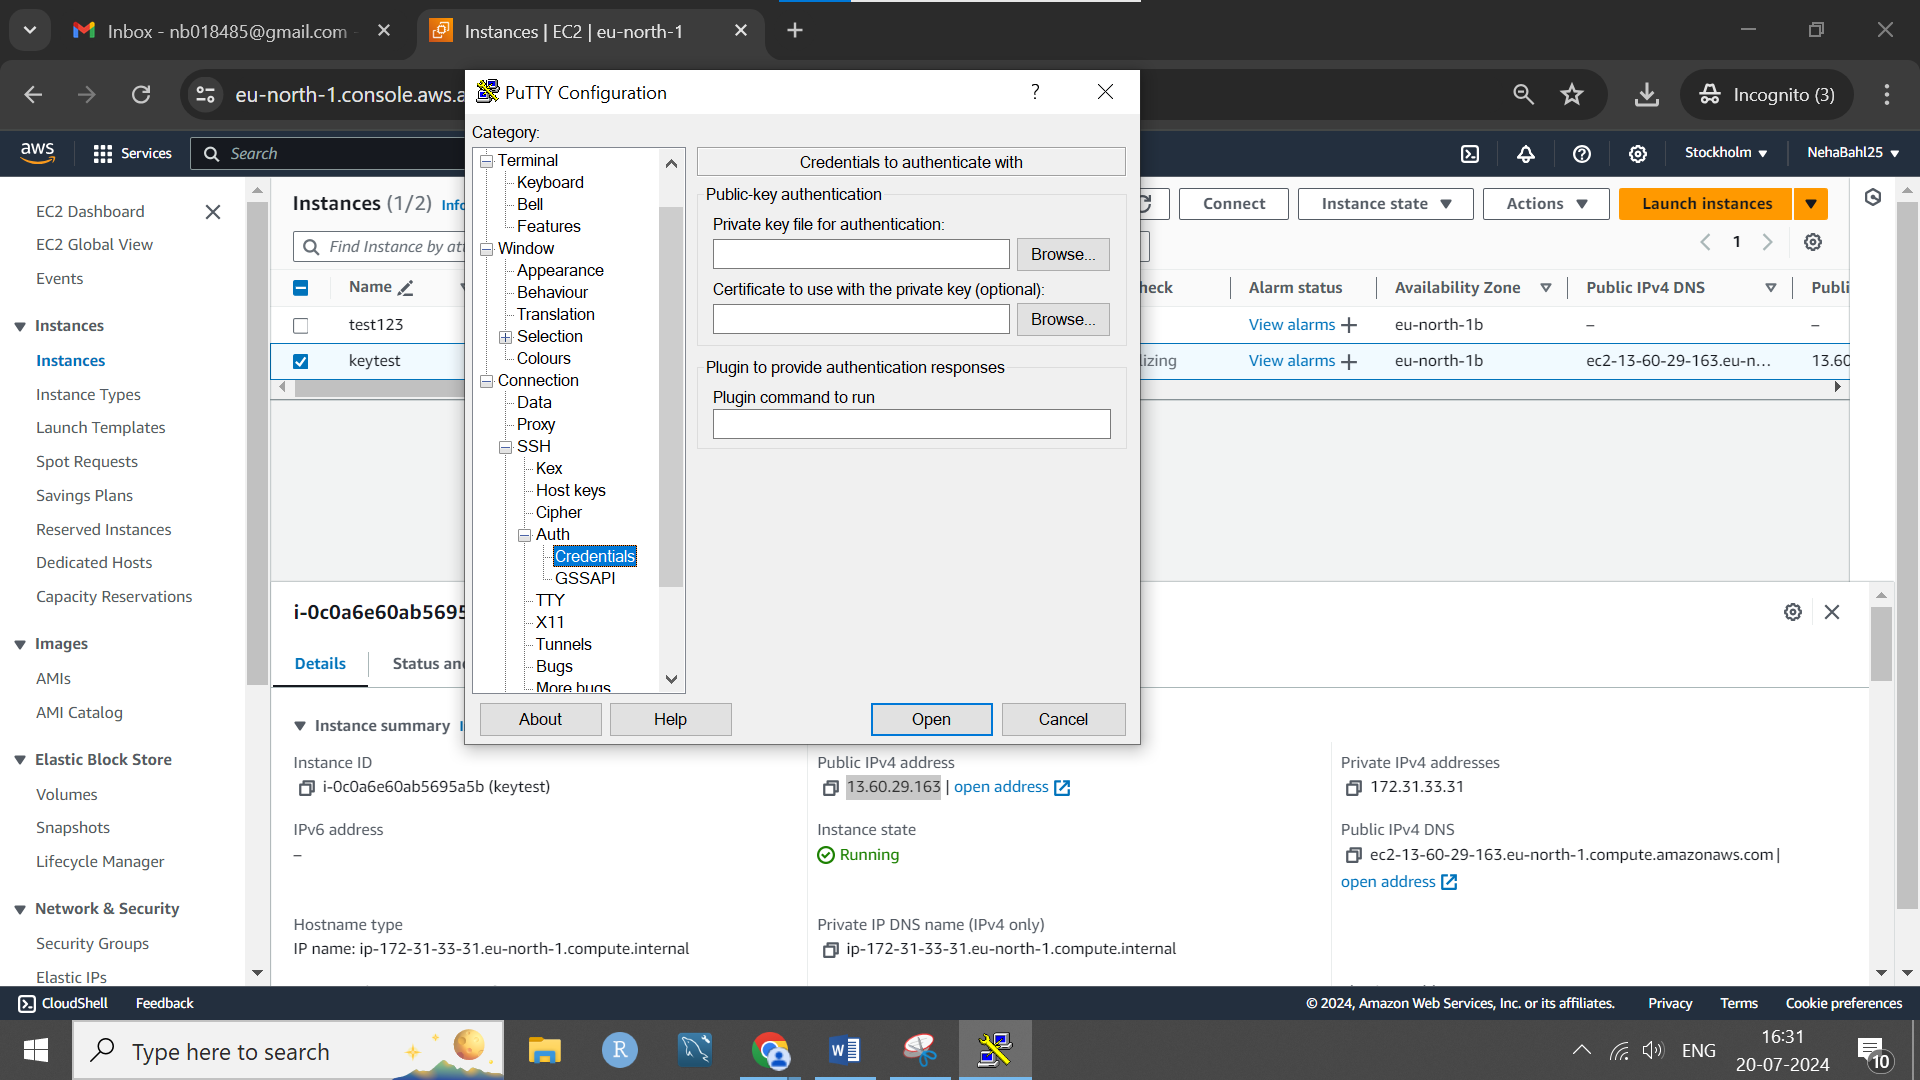 Inbox - nb018485@gmail.com
Instances | EC2 | eu-north-1
eu-north-1.console.aws.a
Incognito (3)
aws
Services
Search
Stockholm
NehaBahl25
PuTTY Configuration
?
Category:
Terminal
Keyboard
Bell
Features
Window
Appearance
Behaviour
Translation
Selection
Colours
Connection
Data
Proxy
SSH
Kex
Host keys
Cipher
Auth
Credentials
GSSAPI
TTY
X11
Tunnels
Bugs
More bugs
Credentials to authenticate with
Public-key authentication
Private key file for authentication:
Browse...
Certificate to use with the private key (optional):
Browse...
Plugin to provide authentication responses
Plugin command to run
About
Help
Open
Cancel
EC2 Dashboard
EC2 Global View
Events
Instances
Instances
Instance Types
Launch Templates
Spot Requests
Savings Plans
Reserved Instances
Dedicated Hosts
Capacity Reservations
Images
AMIs
AMI Catalog
Elastic Block Store
Volumes
Snapshots
Lifecycle Manager
Network & Security
Security Groups
Elastic IPs
Instances (1/2) Info
Connect
Instance state
Actions
Launch instances
Find Instance by att
1
Name
heck
Alarm status
Availability Zone
Public IPv4 DNS
Publi
test123
View alarms +
eu-north-1b
–
–
keytest
lizing
View alarms +
eu-north-1b
ec2-13-60-29-163.eu-n...
13.60
i-0c0a6e60ab5695
Details
Status and
Instance summary
Instance ID
i-0c0a6e60ab5695a5b (keytest)
Public IPv4 address
13.60.29.163 | open address
Private IPv4 addresses
172.31.33.31
IPv6 address
–
Instance state
Running
Public IPv4 DNS
ec2-13-60-29-163.eu-north-1.compute.amazonaws.com |
open address
Hostname type
IP name: ip-172-31-33-31.eu-north-1.compute.internal
Private IP DNS name (IPv4 only)
ip-172-31-33-31.eu-north-1.compute.internal
CloudShell
Feedback
© 2024, Amazon Web Services, Inc. or its affiliates.
Privacy
Terms
Cookie preferences
Type here to search
R
W
ENG
16:31
20-07-2024
10